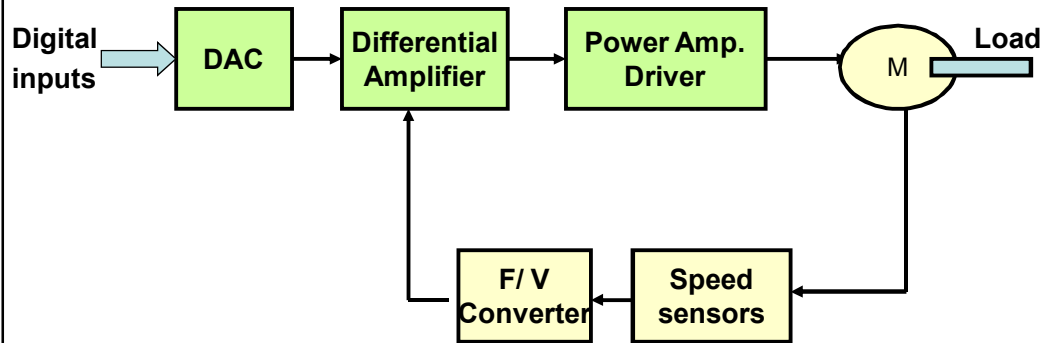 Digital
inputs
DAC
Differential
Amplifier
Power Amp.
Driver
M
Load
F/ V
Converter
Speed
sensors